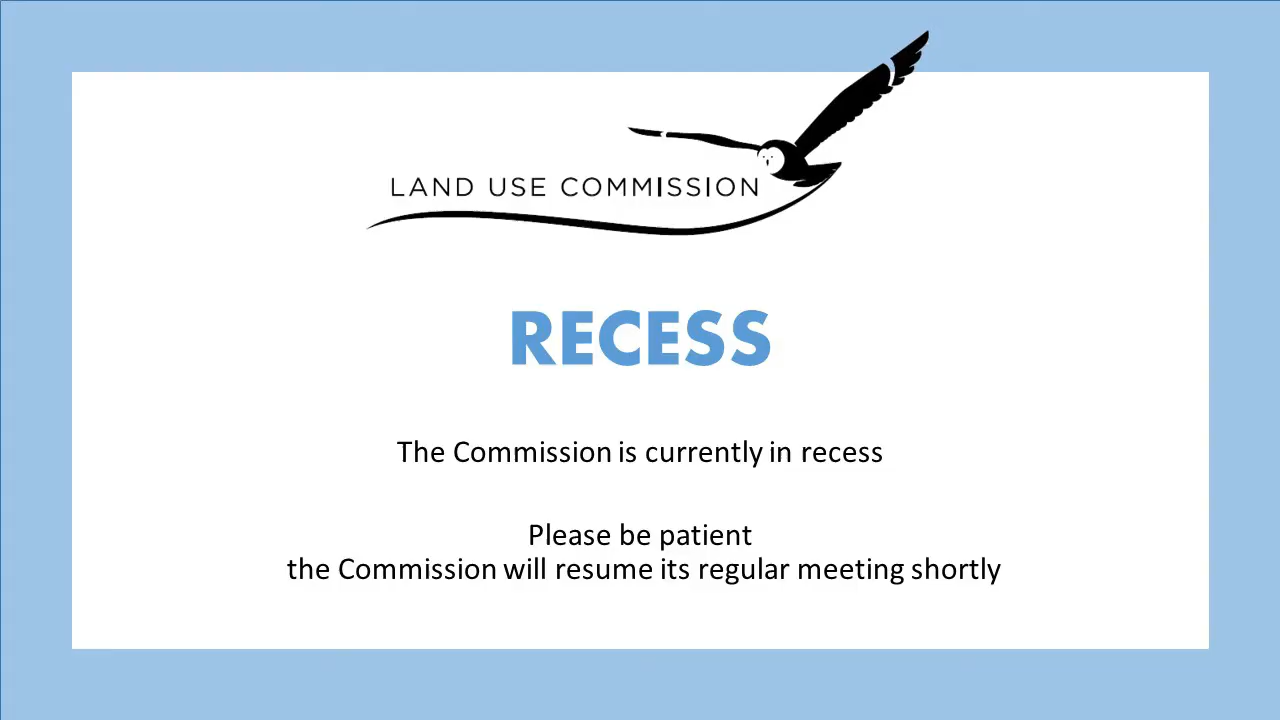 LAND USE COMMISSION
RECESS
The Commission is currently in recess
Please be patient
the Commission will resume its regular meeting shortly